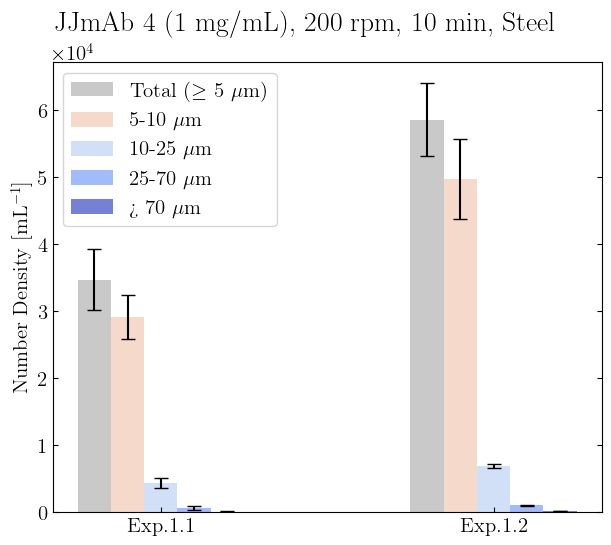 JJmAb 4 (1 mg/mL), 200 rpm, 10 min, Steel
×10⁴
Total (≥ 5 μm)
5-10 μm
10-25 μm
25-70 μm
¿ 70 μm
Number Density [mL⁻¹]
6
5
4
3
2
1
0
Exp.1.1
Exp.1.2